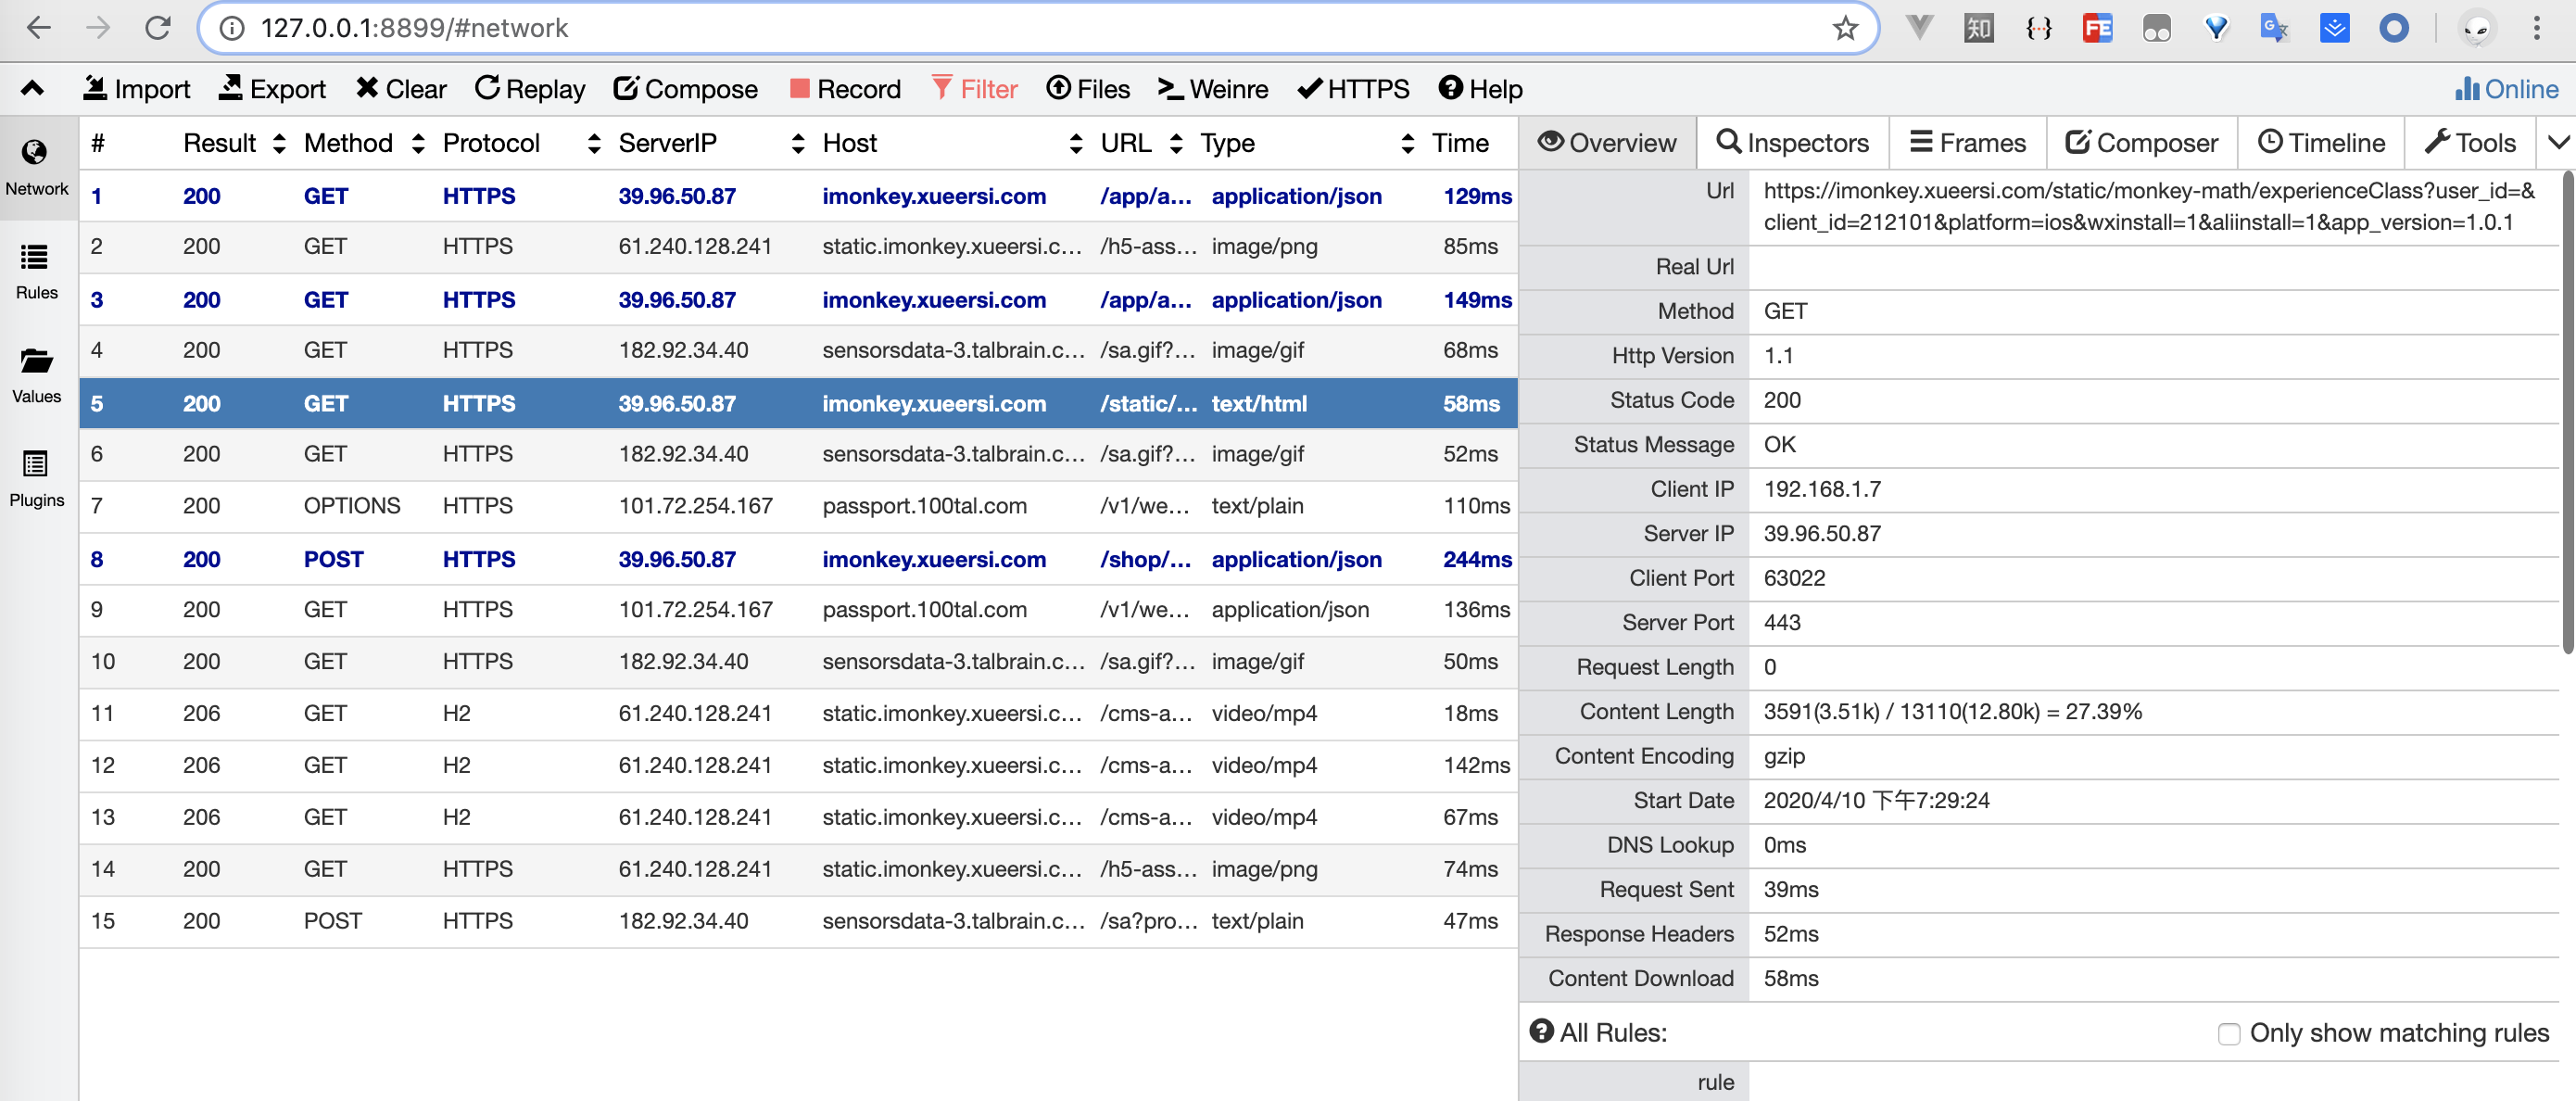 127.0.0.1:8899/#network
知 {··} FE G
Import Export Clear Replay Compose Record Filter Files Weinre HTTPS Help Online
Network
Rules
Values
Plugins
# Result Method Protocol ServerIP Host URL Type Time
1 200 GET HTTPS 39.96.50.87 imonkey.xueersi.com /app/a... application/json 129ms
2 200 GET HTTPS 61.240.128.241 static.imonkey.xueersi.c... /h5-ass... image/png 85ms
3 200 GET HTTPS 39.96.50.87 imonkey.xueersi.com /app/a... application/json 149ms
4 200 GET HTTPS 182.92.34.40 sensorsdata-3.talbrain.c... /sa.gif?... image/gif 68ms
5 200 GET HTTPS 39.96.50.87 imonkey.xueersi.com /static/... text/html 58ms
6 200 GET HTTPS 182.92.34.40 sensorsdata-3.talbrain.c... /sa.gif?... image/gif 52ms
7 200 OPTIONS HTTPS 101.72.254.167 passport.100tal.com /v1/we... text/plain 110ms
8 200 POST HTTPS 39.96.50.87 imonkey.xueersi.com /shop/... application/json 244ms
9 200 GET HTTPS 101.72.254.167 passport.100tal.com /v1/we... application/json 136ms
10 200 GET HTTPS 182.92.34.40 sensorsdata-3.talbrain.c... /sa.gif?... image/gif 50ms
11 206 GET H2 61.240.128.241 static.imonkey.xueersi.c... /cms-a... video/mp4 18ms
12 206 GET H2 61.240.128.241 static.imonkey.xueersi.c... /cms-a... video/mp4 142ms
13 206 GET H2 61.240.128.241 static.imonkey.xueersi.c... /cms-a... video/mp4 67ms
14 200 GET HTTPS 61.240.128.241 static.imonkey.xueersi.c... /h5-ass... image/png 74ms
15 200 POST HTTPS 182.92.34.40 sensorsdata-3.talbrain.c... /sa?pro... text/plain 47ms
Overview Inspectors Frames Composer Timeline Tools
Url https://imonkey.xueersi.com/static/monkey-math/experienceClass?user_id=&
client_id=212101&platform=ios&wxinstall=1&aliinstall=1&app_version=1.0.1
Real Url
Method GET
Http Version 1.1
Status Code 200
Status Message OK
Client IP 192.168.1.7
Server IP 39.96.50.87
Client Port 63022
Server Port 443
Request Length 0
Content Length 3591(3.51k) / 13110(12.80k) = 27.39%
Content Encoding gzip
Start Date 2020/4/10 下午7:29:24
DNS Lookup 0ms
Request Sent 39ms
Response Headers 52ms
Content Download 58ms
All Rules: Only show matching rules
rule